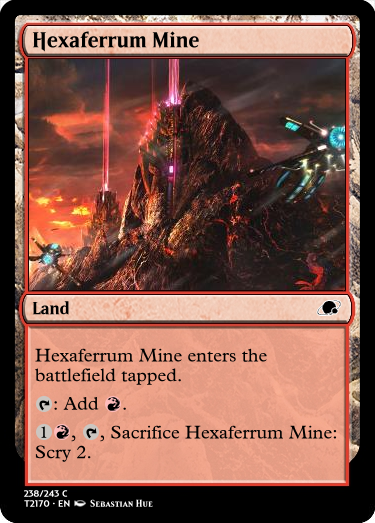 Hexaferrum Mine
Land
Hexaferrum Mine enters the
battlefield tapped.
: Add .
1 , , Sacrifice Hexaferrum Mine:
Scry 2.
238/243 C
T2170 · EN Sebastian Hue